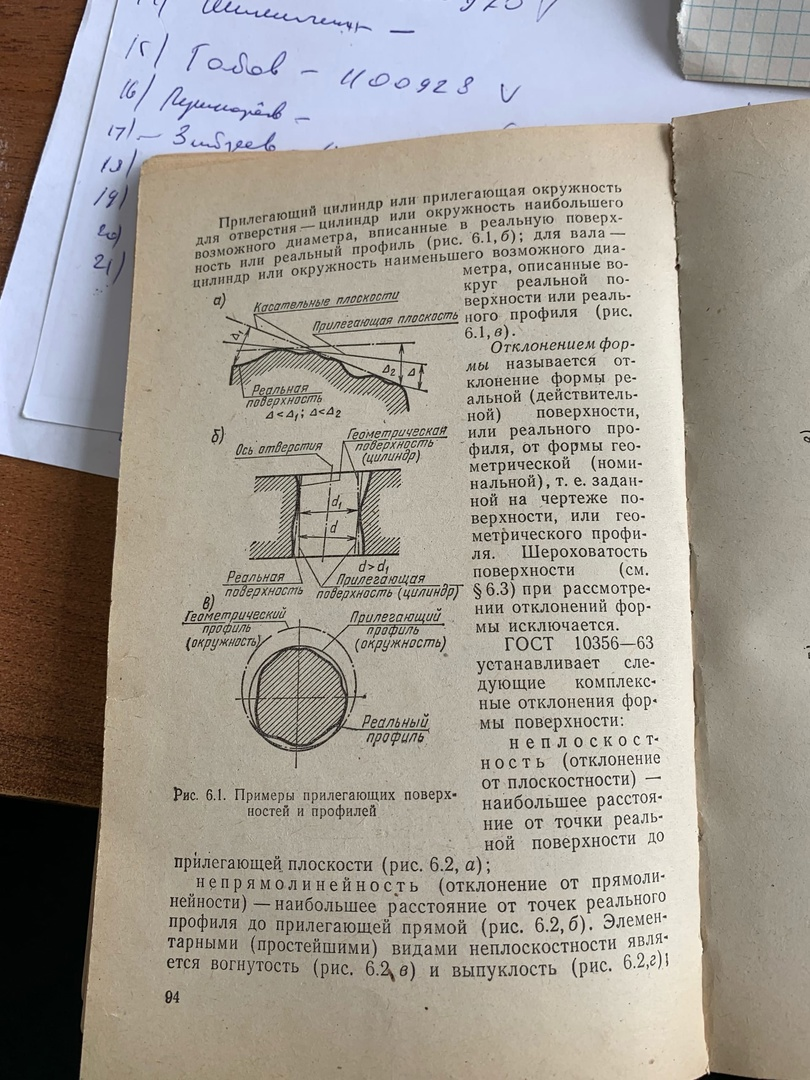 15) Гобов – 1100928 V
16)
17) –
18)
19)
20)
21)
Прилегающий цилиндр или прилегающая окружность
для отверстия — цилиндр или окружность наибольшего
возможного диаметра, вписанные в реальную поверх-
ность или реальный профиль (рис. 6.1, б); для вала —
цилиндр или окружность наименьшего возможного диа-
метра, описанные во-
круг реальной по-
верхности или реаль-
ного профиля (рис.
6.1, в).
Отклонением фор-
мы называется от-
клонение формы ре-
альной (действитель-
ной) поверхности,
или реального про-
филя, от формы гео-
метрической (номи-
нальной), т. е. задан-
ной на чертеже по-
верхности, или гео-
метрического профи-
ля. Шероховатость
поверхности (см.
§ 6.3) при рассмотре-
нии отклонений фор-
мы исключается.
ГОСТ 10356—63
устанавливает сле-
дующие комплекс-
ные отклонения фор-
мы поверхности:
неплоскост-
ность (отклонение
от плоскостности) —
наибольшее расстоя-
ние от точки реаль-
ной поверхности до
а)
Касательные плоскости
Прилегающая плоскость
Δ1
Δ2
Δ
Реальная
поверхность
Δ<Δ1; Δ<Δ2
б)
Ось отверстия
Геометрическая
поверхность
(цилиндр)
d1
d
d>d1
Реальная
поверхность
Прилегающая
поверхность (цилиндр)
в)
Геометрический
профиль
(окружность)
Прилегающий
профиль
(окружность)
Реальный
профиль
Рис. 6.1. Примеры прилегающих поверх-
ностей и профилей
прилегающей плоскости (рис. 6.2, а);
непрямолинейность (отклонение от прямоли-
нейности) — наибольшее расстояние от точек реального
профиля до прилегающей прямой (рис. 6.2, б). Элемен-
тарными (простейшими) видами неплоскостности явля-
ется вогнутость (рис. 6.2, в) и выпуклость (рис. 6.2, г);
94